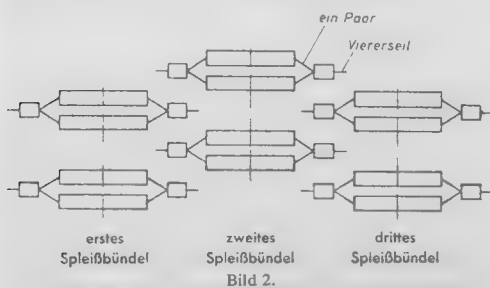 ein Paar
Viererseil
erstes
Spleißbündel
zweites
Spleißbündel
drittes
Spleißbündel
Bild 2.